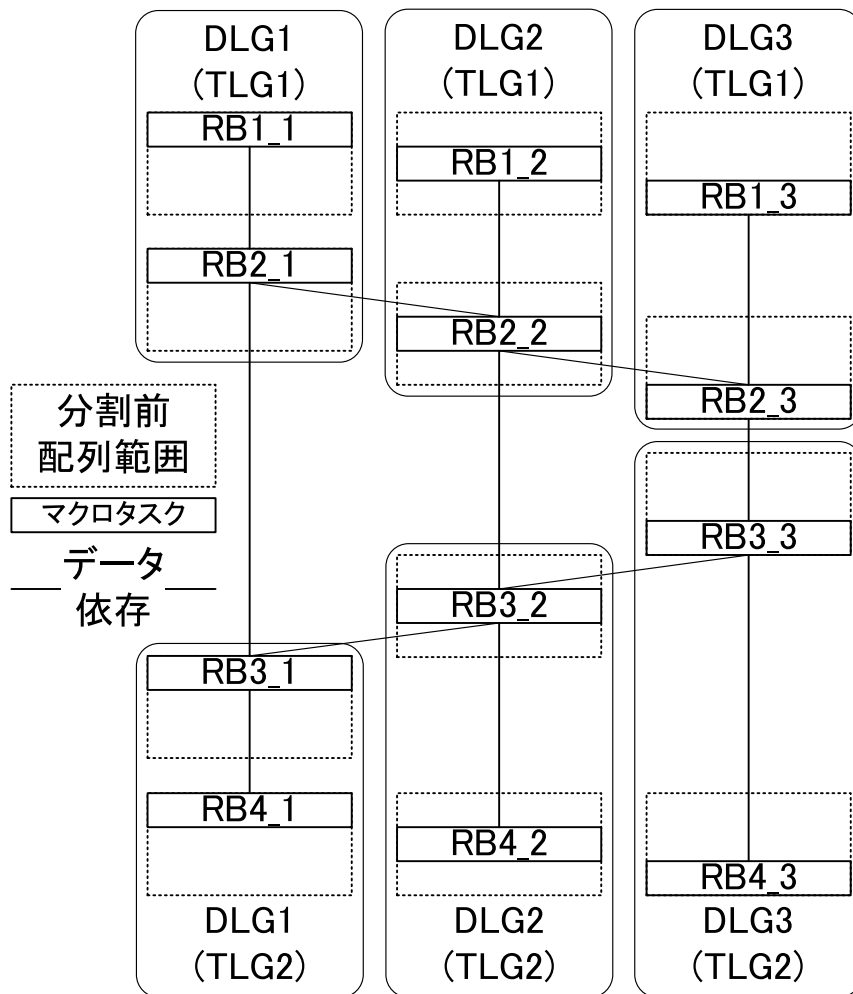 DLG1
(TLG1)
DLG2
(TLG1)
DLG3
(TLG1)
RB1_1
RB1_2
RB1_3
RB2_1
RB2_2
RB2_3
分割前
配列範囲
マクロタスク
データ
依存
RB3_3
RB3_2
RB3_1
RB4_1
RB4_2
RB4_3
DLG1
(TLG2)
DLG2
(TLG2)
DLG3
(TLG2)